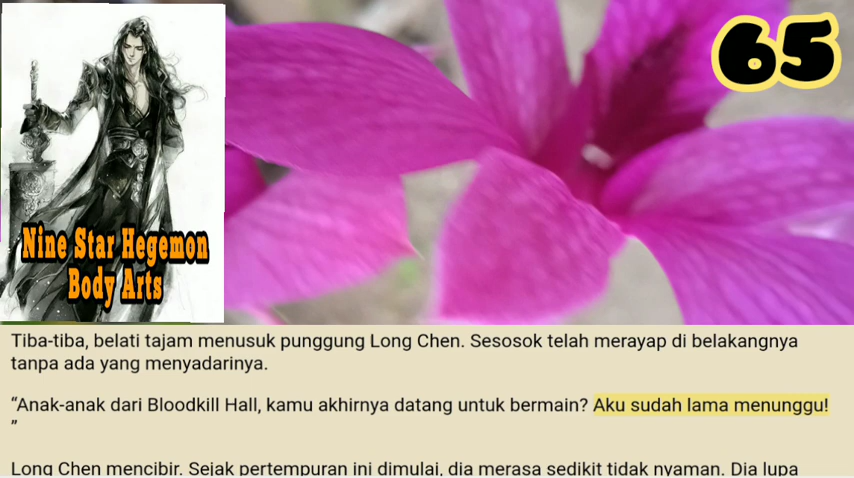 65
Nine Star Hegemon
Body Arts
Tiba-tiba, belati tajam menusuk punggung Long Chen. Sesosok telah merayap di belakangnya
tanpa ada yang menyadarinya.
“Anak-anak dari Bloodkill Hall, kamu akhirnya datang untuk bermain? Aku sudah lama menunggu!
”
Long Chen mencibir. Sejak pertempuran ini dimulai, dia merasa sedikit tidak nyaman. Dia lupa